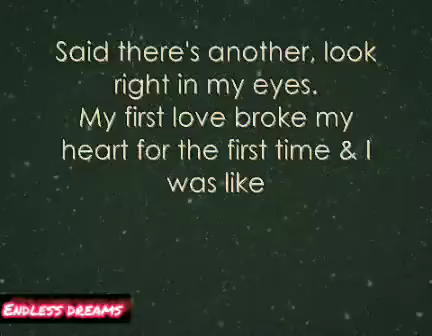 Said there's another, look
right in my eyes.
My first love broke my
heart for the first time & I
was like
Endless dreams